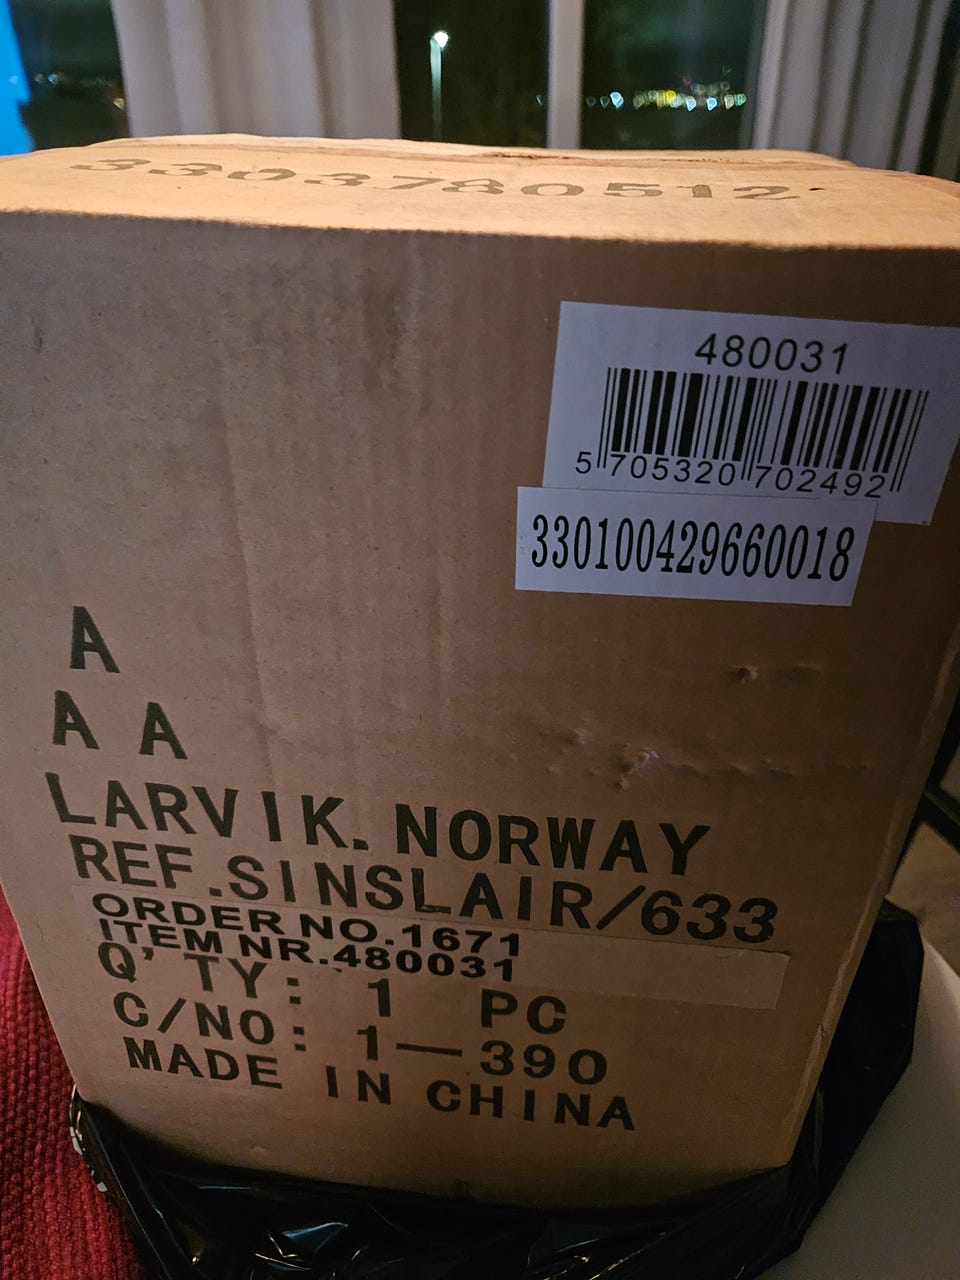 3303780512
480031
5 705320 702492
330100429660018
A
A A
LARVIK. NORWAY
REF.SINSLAIR/633
ORDER NO.1671
ITEM NR.480031
Q'TY: 1 PC
C/NO: 1—390
MADE IN CHINA